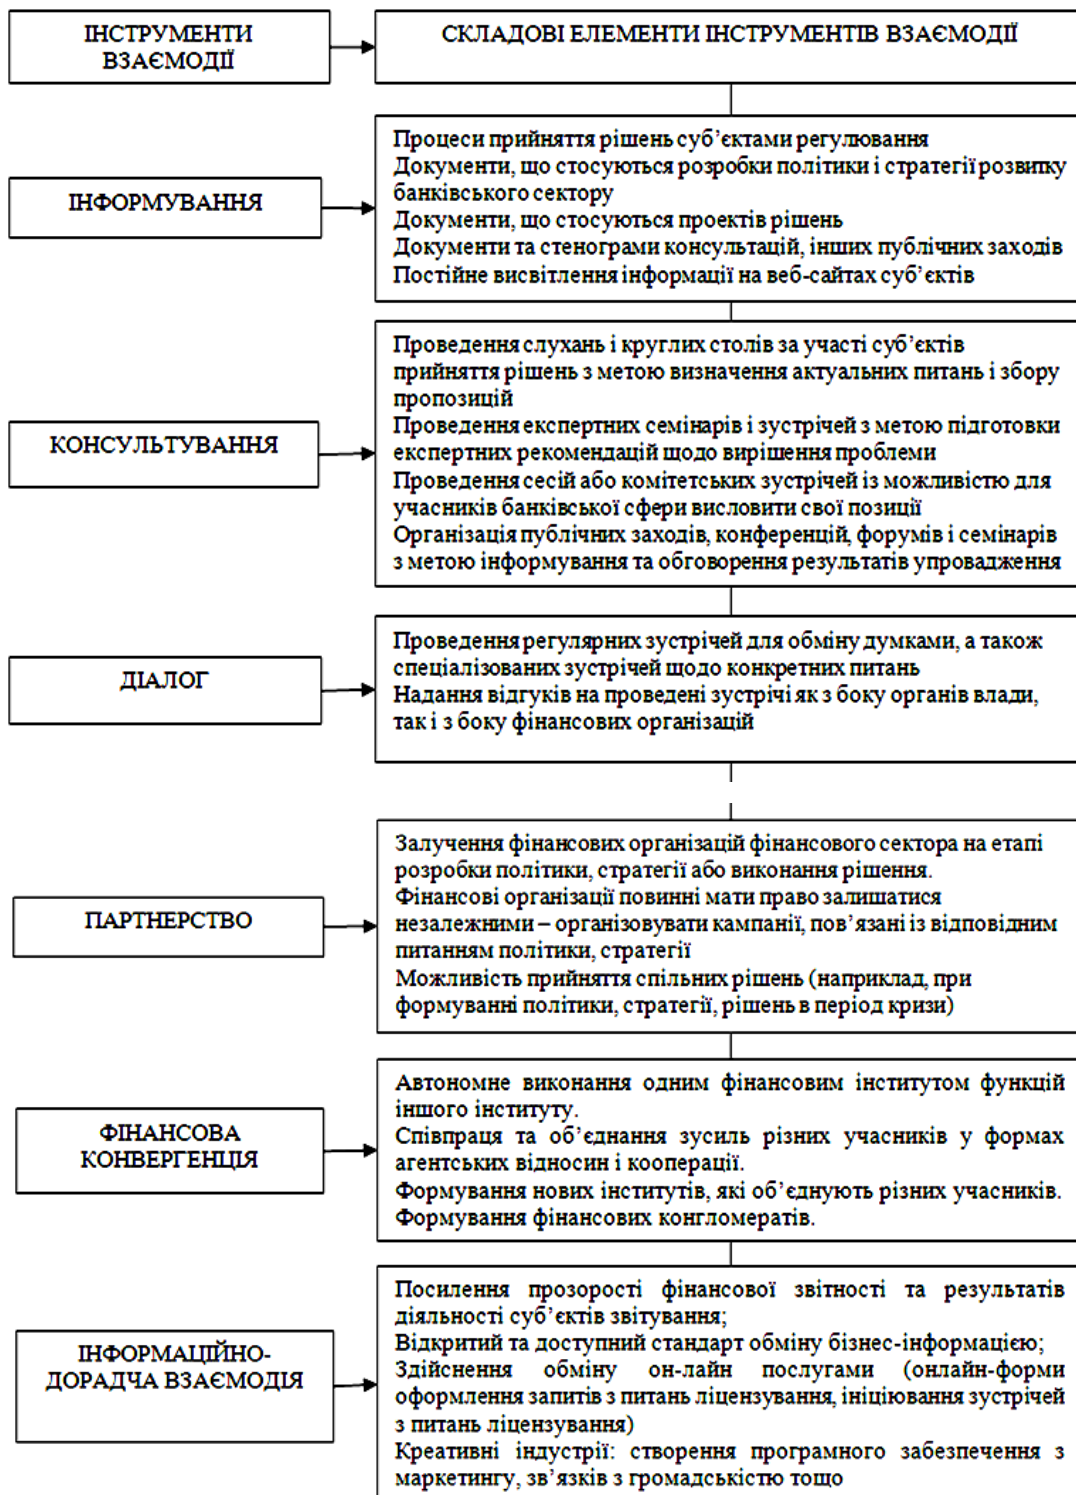 ІНСТРУМЕНТИ
ВЗАЄМОДІЇ
СКЛАДОВІ ЕЛЕМЕНТИ ІНСТРУМЕНТІВ ВЗАЄМОДІЇ
ІНФОРМУВАННЯ
Процеси прийняття рішень суб’єктами регулювання
Документи, що стосуються розробки політики і стратегії розвитку
банківського сектору
Документи, що стосуються проектів рішень
Документи та стенограми консультацій, інших публічних заходів
Постійне висвітлення інформації на веб-сайтах суб’єктів
КОНСУЛЬТУВАННЯ
Проведення слухань і круглих столів за участі суб’єктів
прийняття рішень з метою визначення актуальних питань і збору
пропозицій
Проведення експертних семінарів і зустрічей з метою підготовки
експертних рекомендацій щодо вирішення проблеми
Проведення сесій або комітетських зустрічей із можливістю для
учасників банківської сфери висловити свої позиції
Організація публічних заходів, конференцій, форумів і семінарів
з метою інформування та обговорення результатів упровадження
ДІАЛОГ
Проведення регулярних зустрічей для обміну думками, а також
спеціалізованих зустрічей щодо конкретних питань
Надання відгуків на проведені зустрічі як з боку органів влади,
так і з боку фінансових організацій
ПАРТНЕРСТВО
Залучення фінансових організацій фінансового сектора на етапі
розробки політики, стратегії або виконання рішення.
Фінансові організації повинні мати право залишатися
незалежними – організовувати кампанії, пов’язані із відповідним
питанням політики, стратегії
Можливість прийняття спільних рішень (наприклад, при
формуванні політики, стратегії, рішень в період кризи)
ФІНАНСОВА
КОНВЕРГЕНЦІЯ
Автономне виконання одним фінансовим інститутом функцій
іншого інституту.
Співпраця та об’єднання зусиль різних учасників у формах
агентських відносин і кооперації.
Формування нових інститутів, які об’єднують різних учасників.
Формування фінансових конгломератів.
ІНФОРМАЦІЙНО-
ДОРАДЧА ВЗАЄМОДІЯ
Посилення прозорості фінансової звітності та результатів
діяльності суб’єктів звітування;
Відкритий та доступний стандарт обміну бізнес-інформацією;
Здійснення обміну он-лайн послугами (онлайн-форми
оформлення запитів з питань ліцензування, ініціювання зустрічей
з питань ліцензування)
Креативні індустрії: створення програмного забезпечення з
маркетингу, зв’язків з громадськістю тощо